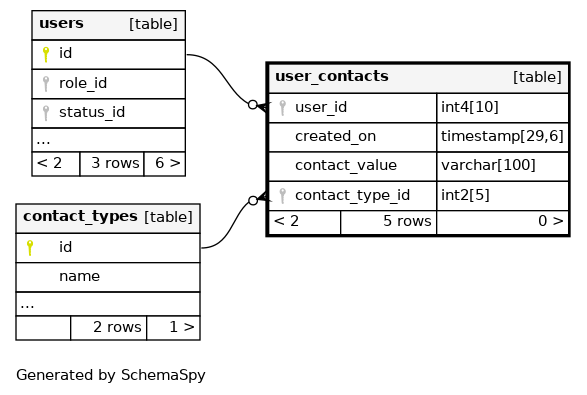 users [table]
id
role_id
status_id
...
< 2 3 rows 6 >
user_contacts [table]
user_id int4[10]
created_on timestamp[29,6]
contact_value varchar[100]
contact_type_id int2[5]
< 2 5 rows 0 >
contact_types [table]
id
name
...
2 rows 1 >
Generated by SchemaSpy